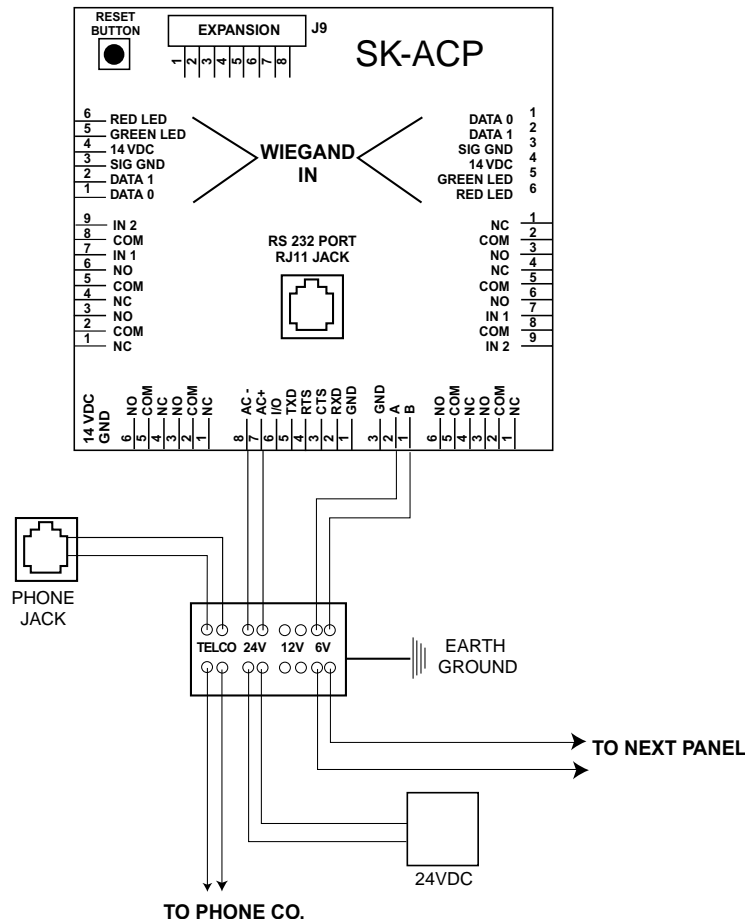 RESET
BUTTON
EXPANSION
J9
SK-ACP
1 2 3 4 5 6 7 8
6 RED LED
5 GREEN LED
4 14 VDC
3 SIG GND
2 DATA 1
1 DATA 0
WIEGAND
IN
DATA 0 1
DATA 1 2
SIG GND 3
14 VDC 4
GREEN LED 5
RED LED 6
9 IN 2
8 COM
7 IN 1
6 NO
5 COM
4 NC
3 NO
2 COM
1 NC
RS 232 PORT
RJ11 JACK
NC 1
COM 2
NO 3
NC 4
COM 5
NO 6
IN 1 7
COM 8
IN 2 9
14 VDC
GND
6 NO
5 COM
4 NC
3 NO
2 COM
1 NC
8 AC -
7 AC+
6 I/O
5 TXD
4 RTS
3 CTS
2 RXD
1 GND
3 GND
2 A
1 B
6 NO
5 COM
4 NC
3 NO
2 COM
1 NC
PHONE
JACK
TELCO 24V 12V 6V
EARTH
GROUND
TO NEXT PANEL
24VDC
TO PHONE CO.